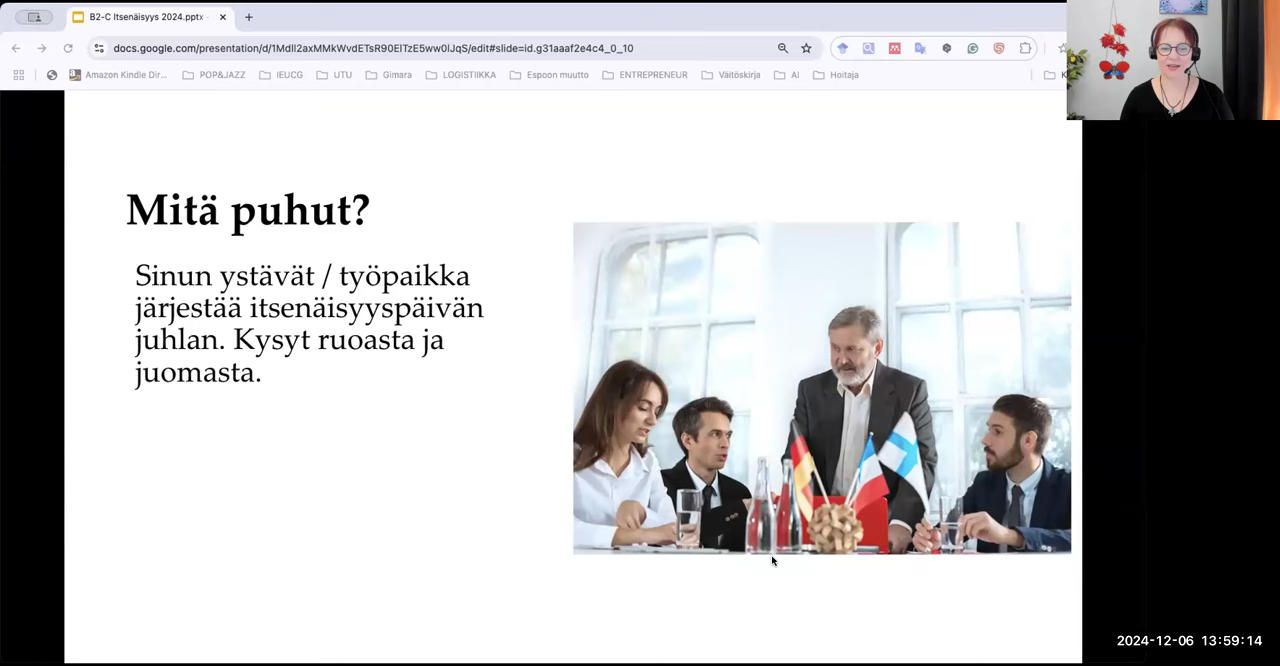 B2-C Itsenäisyys 2024.pptx
docs.google.com/presentation/d/1MdlI2axMMkWvdETsR90ElTzE5ww0lJqS/edit#slide=id.g31aaaf2e4c4_0_10
Amazon Kindle Dir... POP&JAZZ IEUCG UTU Gimara LOGISTIIKKA Espoon muutto ENTREPRENEUR Väitöskirja AI Hoitaja
Mitä puhut?
Sinun ystävät / työpaikka
järjestää itsenäisyyspäivän
juhlan. Kysyt ruoasta ja
juomasta.
2024-12-06 13:59:14